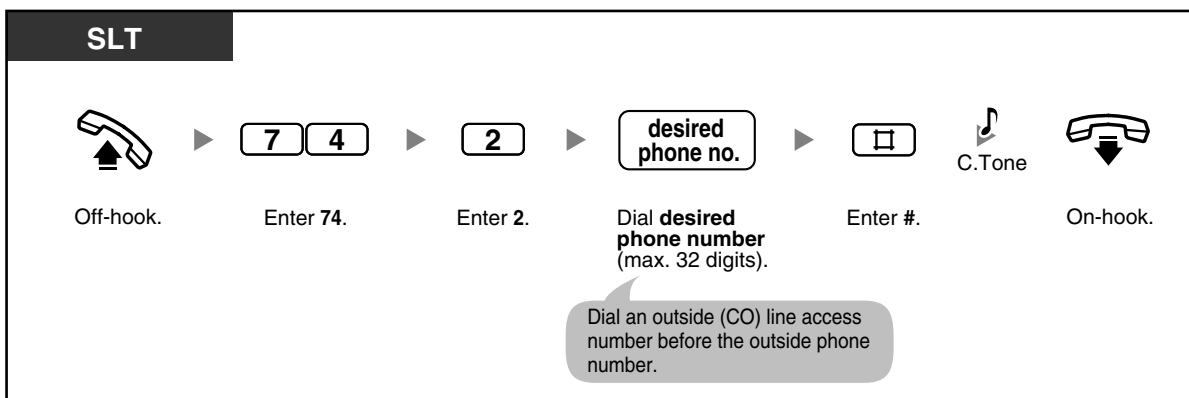 SLT
7 4
2
desired
phone no.
#
C.Tone
Off-hook.
Enter 74.
Enter 2.
Dial desired
phone number
(max. 32 digits).
Enter #.
On-hook.
Dial an outside (CO) line access
number before the outside phone
number.